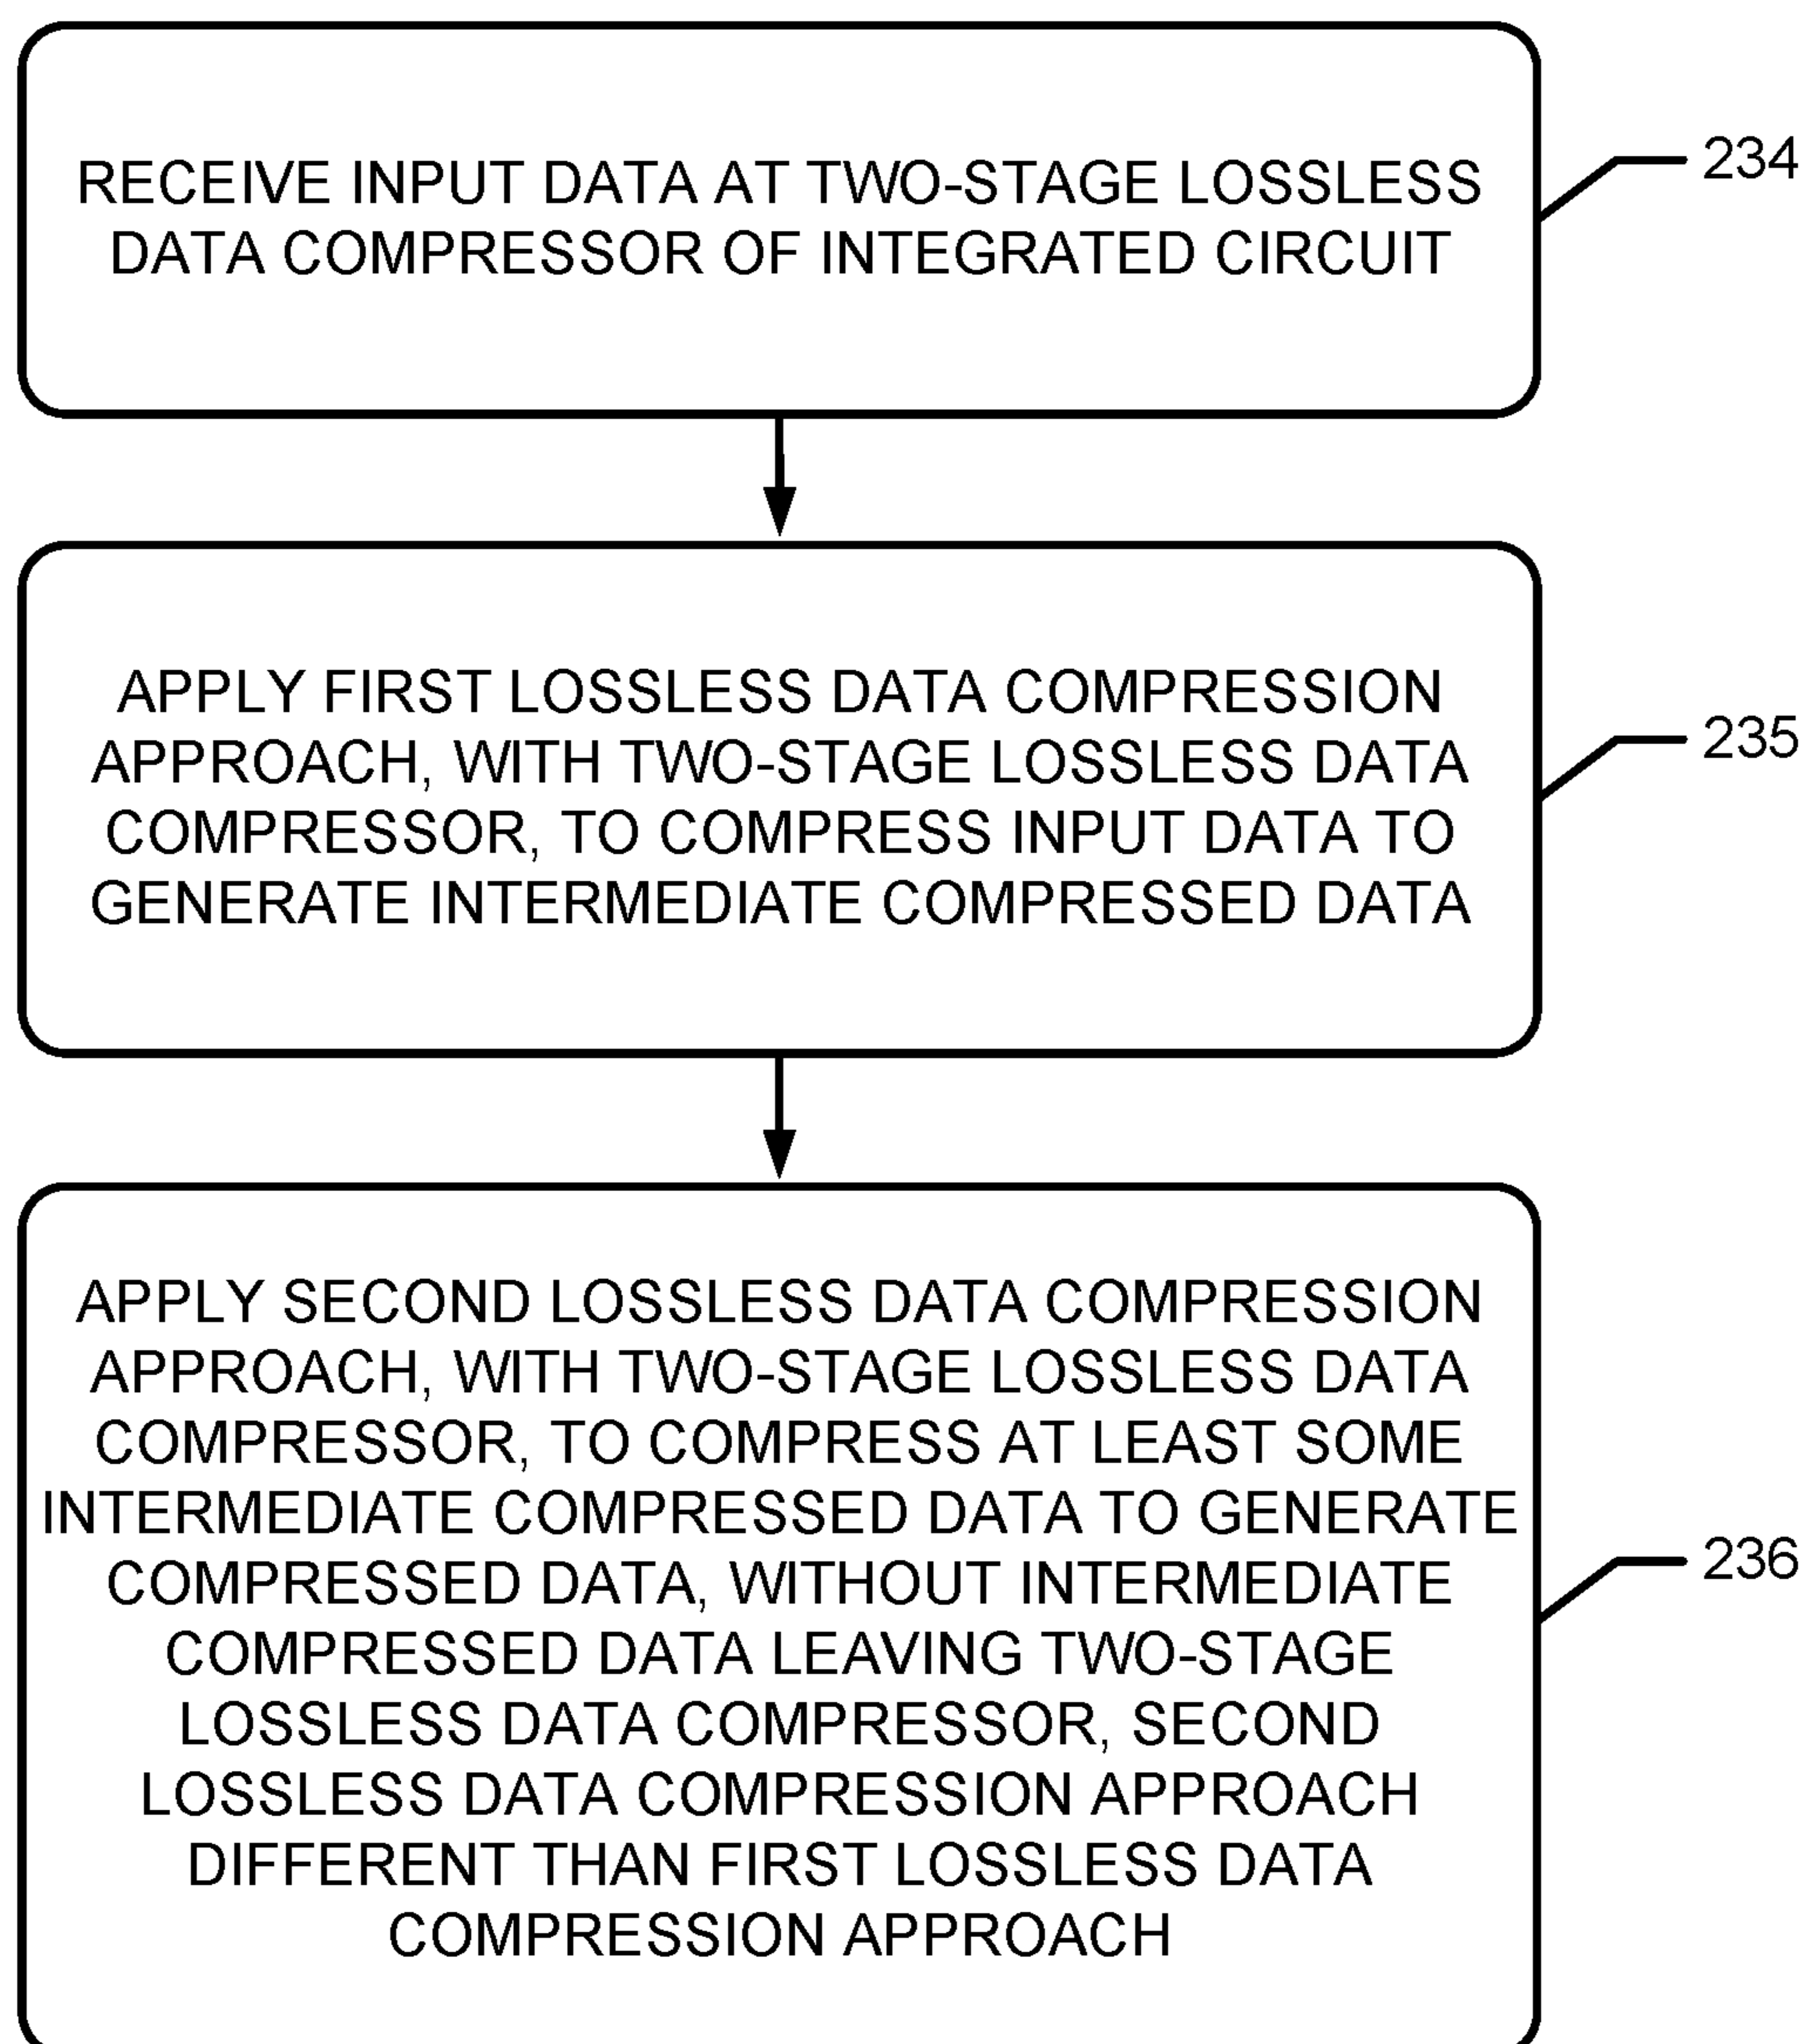 RECEIVE INPUT DATA AT TWO-STAGE LOSSLESS
DATA COMPRESSOR OF INTEGRATED CIRCUIT
234
APPLY FIRST LOSSLESS DATA COMPRESSION
APPROACH, WITH TWO-STAGE LOSSLESS DATA
COMPRESSOR, TO COMPRESS INPUT DATA TO
GENERATE INTERMEDIATE COMPRESSED DATA
235
APPLY SECOND LOSSLESS DATA COMPRESSION
APPROACH, WITH TWO-STAGE LOSSLESS DATA
COMPRESSOR, TO COMPRESS AT LEAST SOME
INTERMEDIATE COMPRESSED DATA TO GENERATE
COMPRESSED DATA, WITHOUT INTERMEDIATE
COMPRESSED DATA LEAVING TWO-STAGE
LOSSLESS DATA COMPRESSOR, SECOND
LOSSLESS DATA COMPRESSION APPROACH
DIFFERENT THAN FIRST LOSSLESS DATA
COMPRESSION APPROACH
236